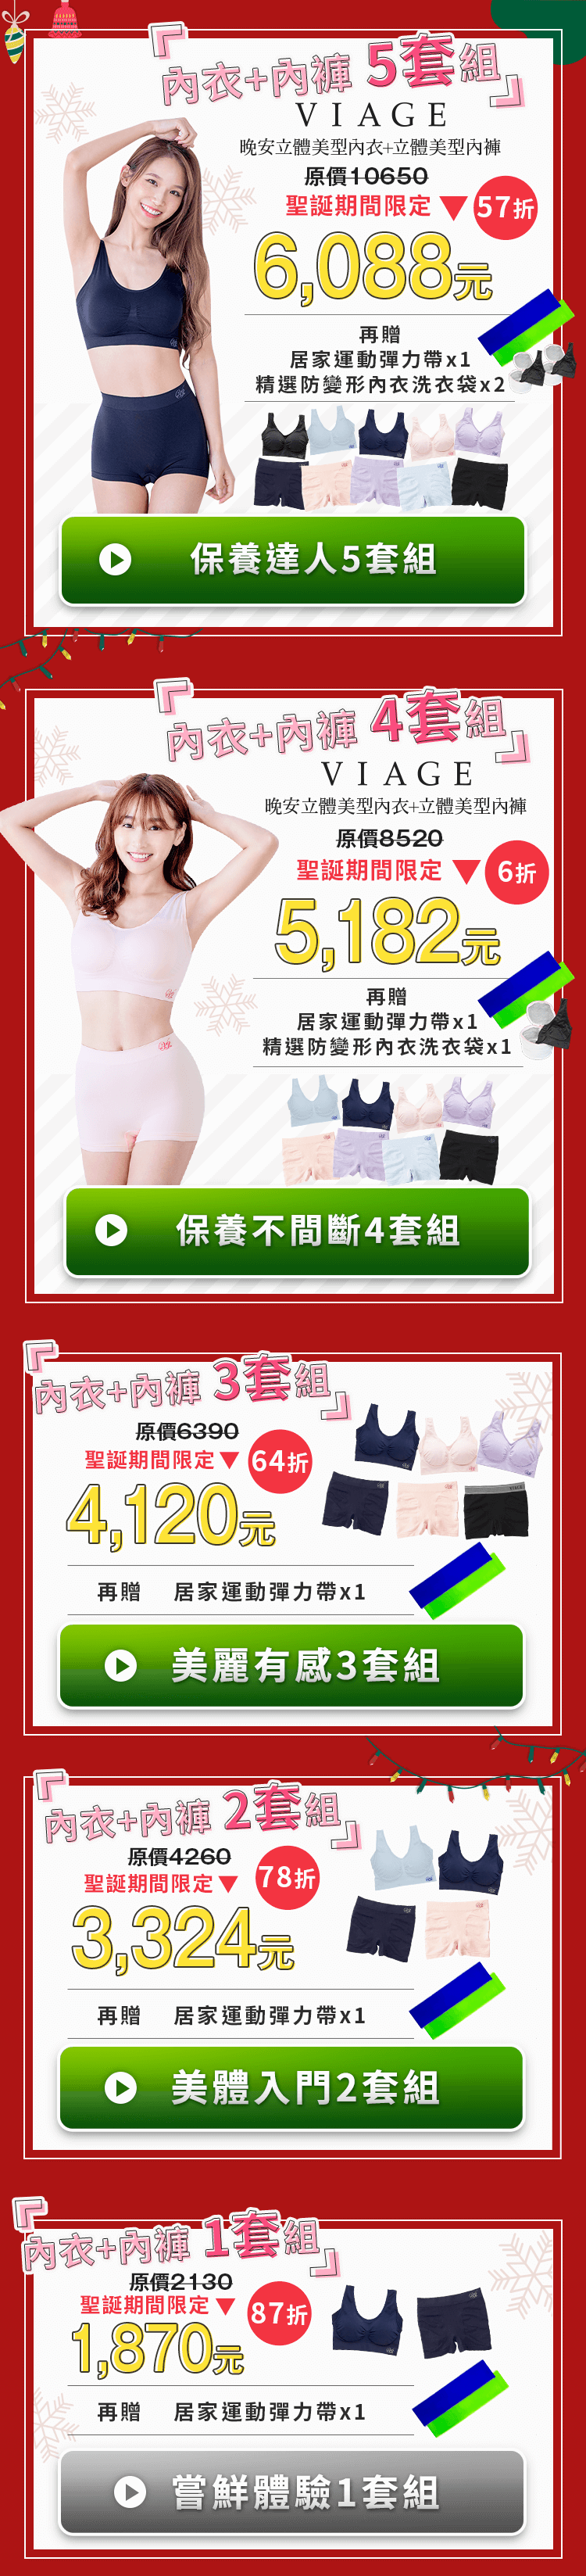 內衣+內褲 5套組
VIAGE
晚安立體美型內衣+立體美型內褲
原價10650
聖誕期間限定▼57折
6,088元
再贈
居家運動彈力帶x1
精選防變形內衣洗衣袋x2
保養達人5套組
內衣+內褲 4套組
VIAGE
晚安立體美型內衣+立體美型內褲
原價8520
聖誕期間限定▼6折
5,182元
再贈
居家運動彈力帶x1
精選防變形內衣洗衣袋x1
保養不間斷4套組
內衣+內褲 3套組
原價6390
聖誕期間限定▼64折
4,120元
再贈 居家運動彈力帶x1
美麗有感3套組
內衣+內褲 2套組
原價4260
聖誕期間限定▼78折
3,324元
再贈 居家運動彈力帶x1
美體入門2套組
內衣+內褲 1套組
原價2130
聖誕期間限定▼87折
1,870元
再贈 居家運動彈力帶x1
嘗鮮體驗1套組